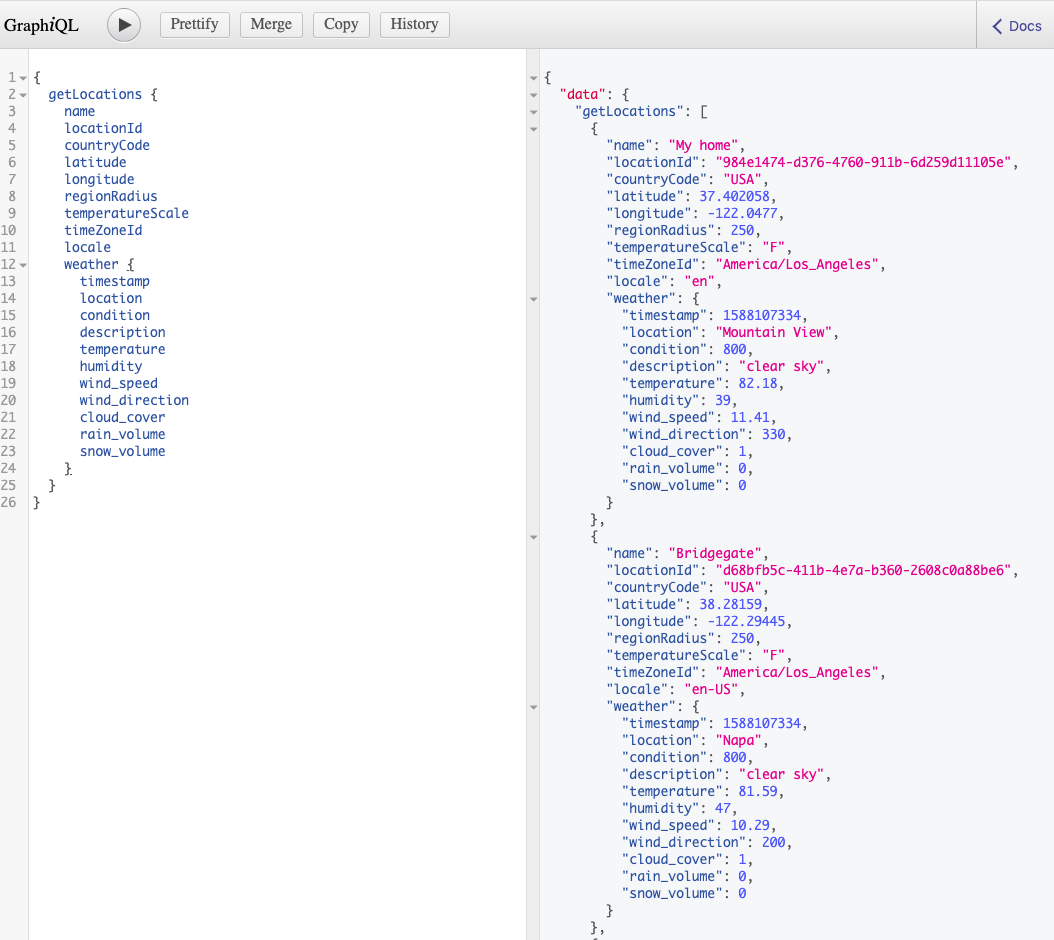 GraphiQL
Prettify
Merge
Copy
History
Docs
1 {
2 getLocations {
3 name
4 locationId
5 countryCode
6 latitude
7 longitude
8 regionRadius
9 temperatureScale
10 timeZoneId
11 locale
12 weather {
13 timestamp
14 location
15 condition
16 description
17 temperature
18 humidity
19 wind_speed
20 wind_direction
21 cloud_cover
22 rain_volume
23 snow_volume
24 }
25 }
26 }
{
"data": {
"getLocations": [
{
"name": "My home",
"locationId": "984e1474-d376-4760-911b-6d259d11105e",
"countryCode": "USA",
"latitude": 37.402058,
"longitude": -122.0477,
"regionRadius": 250,
"temperatureScale": "F",
"timeZoneId": "America/Los_Angeles",
"locale": "en",
"weather": {
"timestamp": 1588107334,
"location": "Mountain View",
"condition": 800,
"description": "clear sky",
"temperature": 82.18,
"humidity": 39,
"wind_speed": 11.41,
"wind_direction": 330,
"cloud_cover": 1,
"rain_volume": 0,
"snow_volume": 0
}
},
{
"name": "Bridgegate",
"locationId": "d68bfb5c-411b-4e7a-b360-2608c0a88be6",
"countryCode": "USA",
"latitude": 38.28159,
"longitude": -122.29445,
"regionRadius": 250,
"temperatureScale": "F",
"timeZoneId": "America/Los_Angeles",
"locale": "en-US",
"weather": {
"timestamp": 1588107334,
"location": "Napa",
"condition": 800,
"description": "clear sky",
"temperature": 81.59,
"humidity": 47,
"wind_speed": 10.29,
"wind_direction": 200,
"cloud_cover": 1,
"rain_volume": 0,
"snow_volume": 0
}
},